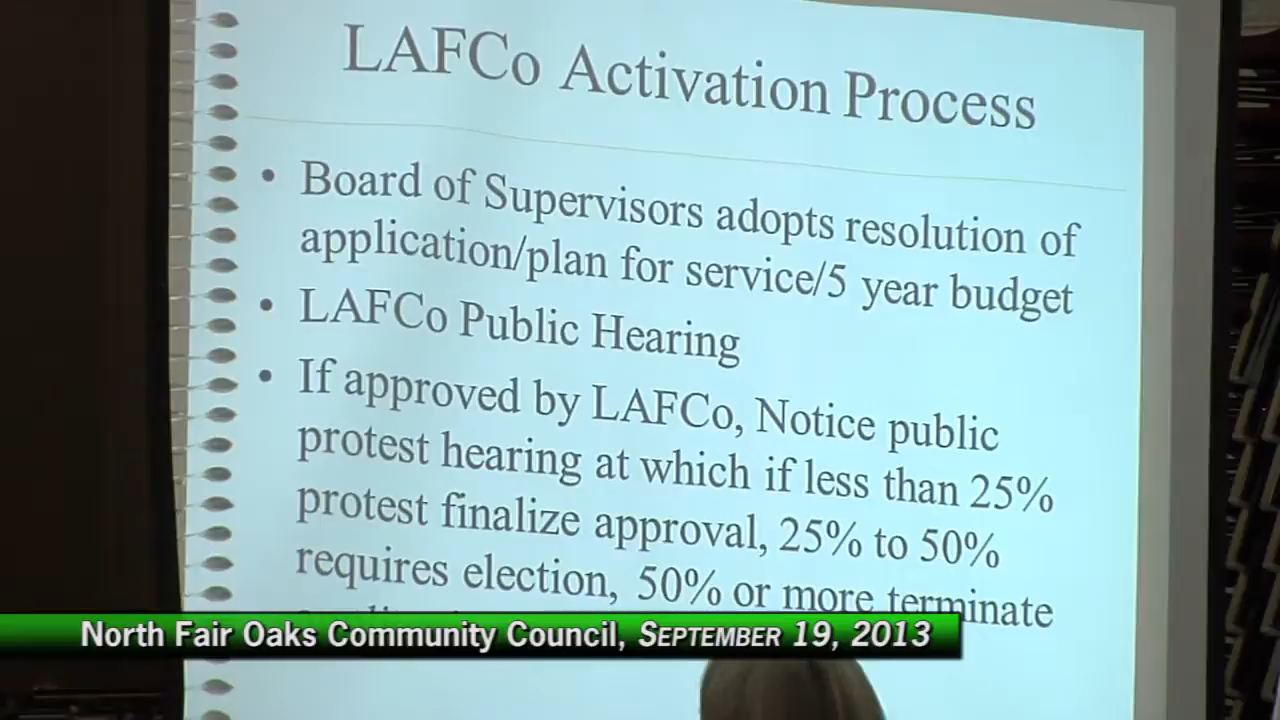 LAFCo Activation Process
• Board of Supervisors adopts resolution of
application/plan for service/5 year budget
• LAFCo Public Hearing
• If approved by LAFCo, Notice public
protest hearing at which if less than 25%
protest finalize approval, 25% to 50%
requires election, 50% or more terminate
North Fair Oaks Community Council, SEPTEMBER 19, 2013